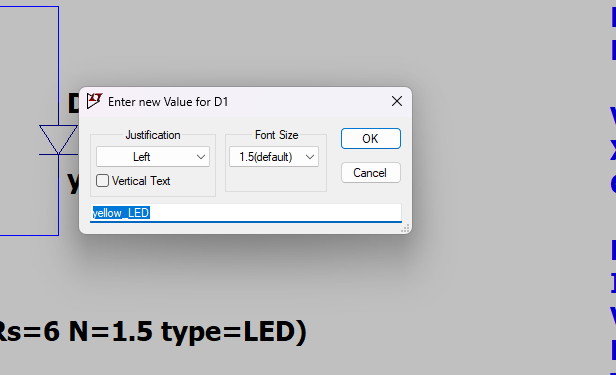 Enter new Value for D1
Justification
Left
Vertical Text
Font Size
1.5(default)
OK
Cancel
yellow_LED
Rs=6 N=1.5 type=LED)